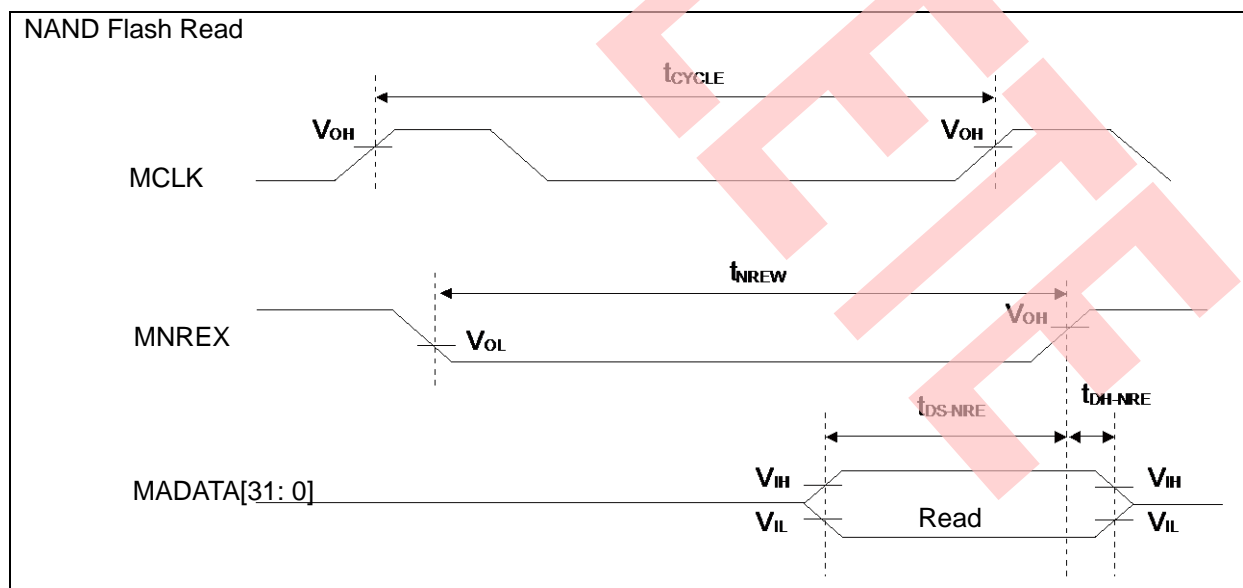 NAND Flash Read
tCYCLE
VOH VOH
MCLK
tNREW
VOH
MNREX VOL
tDS-NRE tDH-NRE
VIH VIH
MADATA[31: 0]
VIL Read VIL